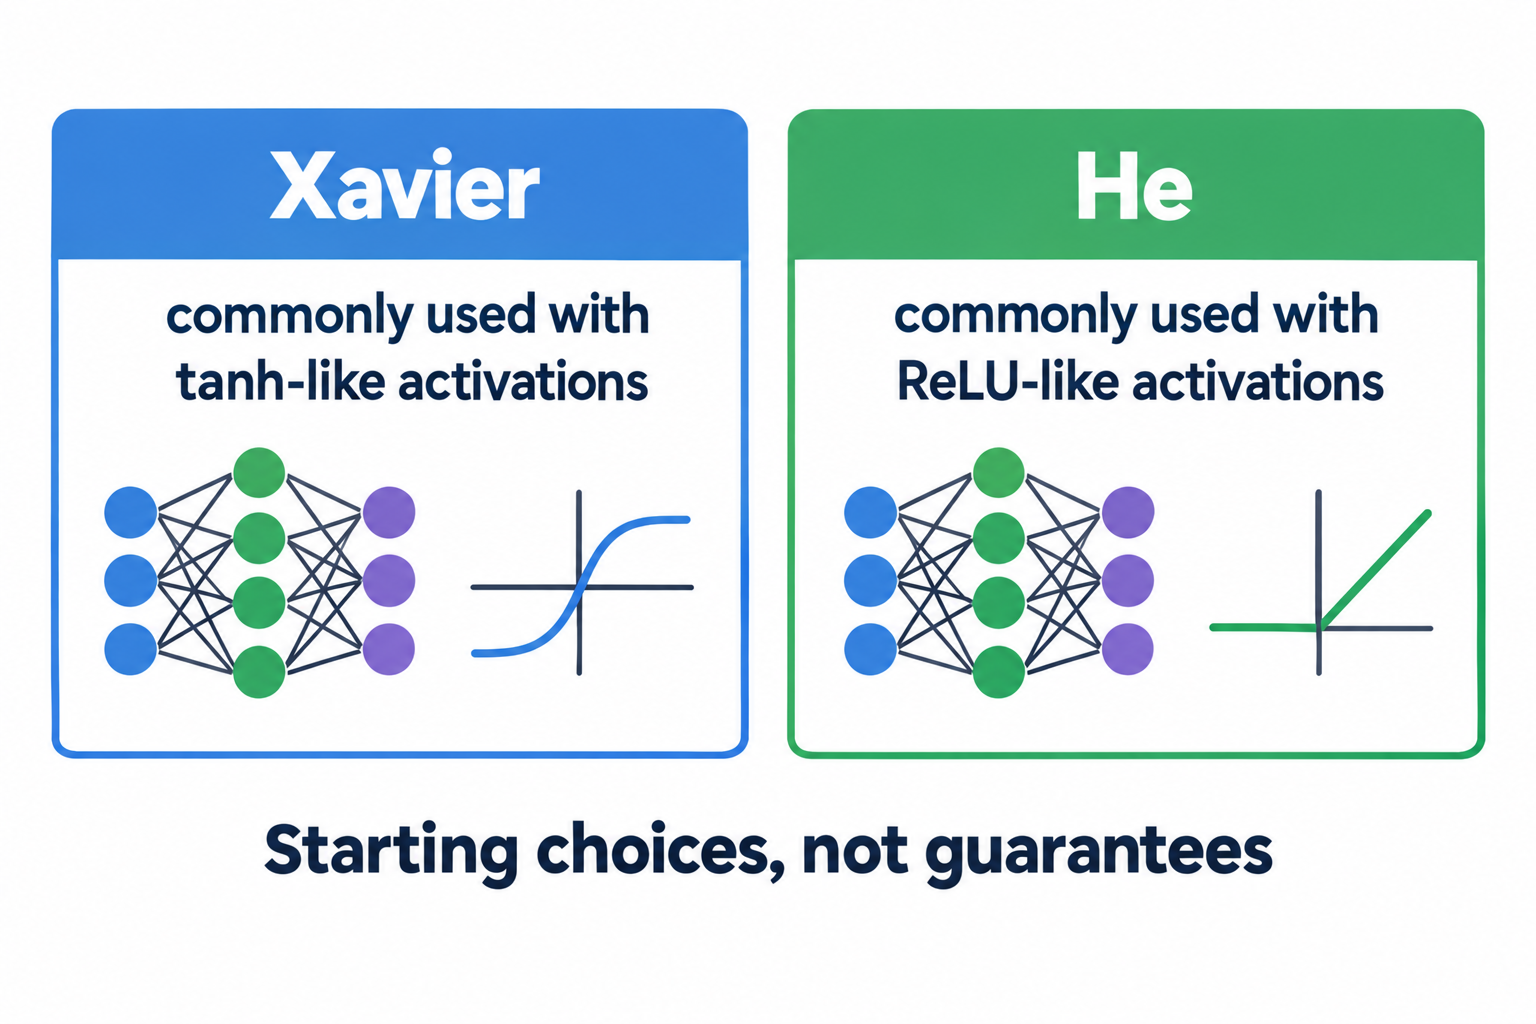 Xavier
commonly used with
tanh-like activations
He
commonly used with
ReLU-like activations
Starting choices, not guarantees